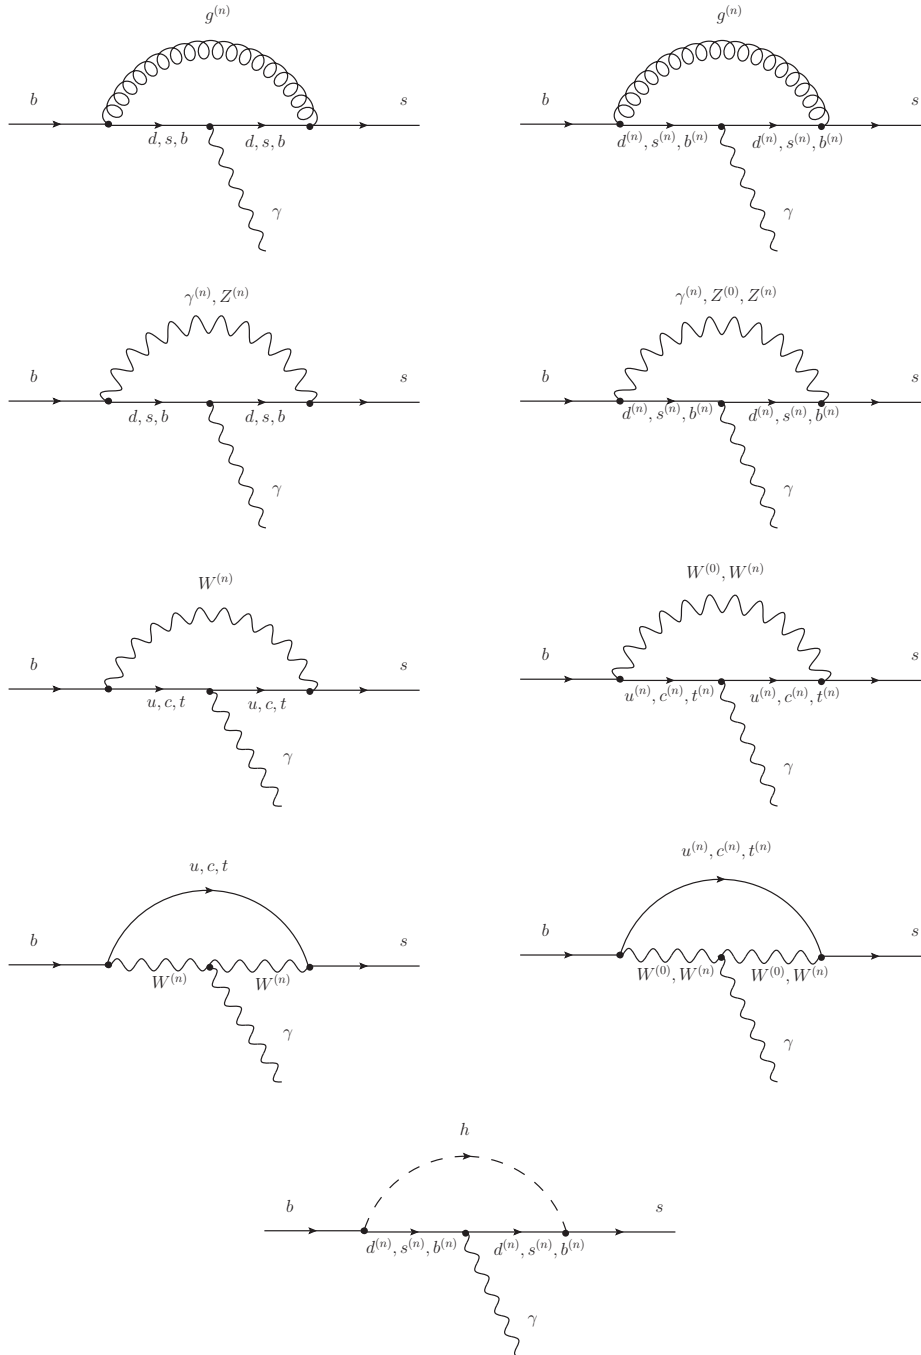 g^{(n)} g^{(n)}
b s b s
d, s, b d, s, b d^{(n)}, s^{(n)}, b^{(n)} d^{(n)}, s^{(n)}, b^{(n)}
γ γ
γ^{(n)}, Z^{(n)} γ^{(n)}, Z^{(0)}, Z^{(n)}
b s b s
d, s, b d, s, b d^{(n)}, s^{(n)}, b^{(n)} d^{(n)}, s^{(n)}, b^{(n)}
γ γ
W^{(n)} W^{(0)}, W^{(n)}
b s b s
u, c, t u, c, t u^{(n)}, c^{(n)}, t^{(n)} u^{(n)}, c^{(n)}, t^{(n)}
γ γ
u, c, t u^{(n)}, c^{(n)}, t^{(n)}
b s b s
W^{(n)} W^{(n)} W^{(0)}, W^{(n)} W^{(0)}, W^{(n)}
γ γ
h
b s
d^{(n)}, s^{(n)}, b^{(n)} d^{(n)}, s^{(n)}, b^{(n)}
γ